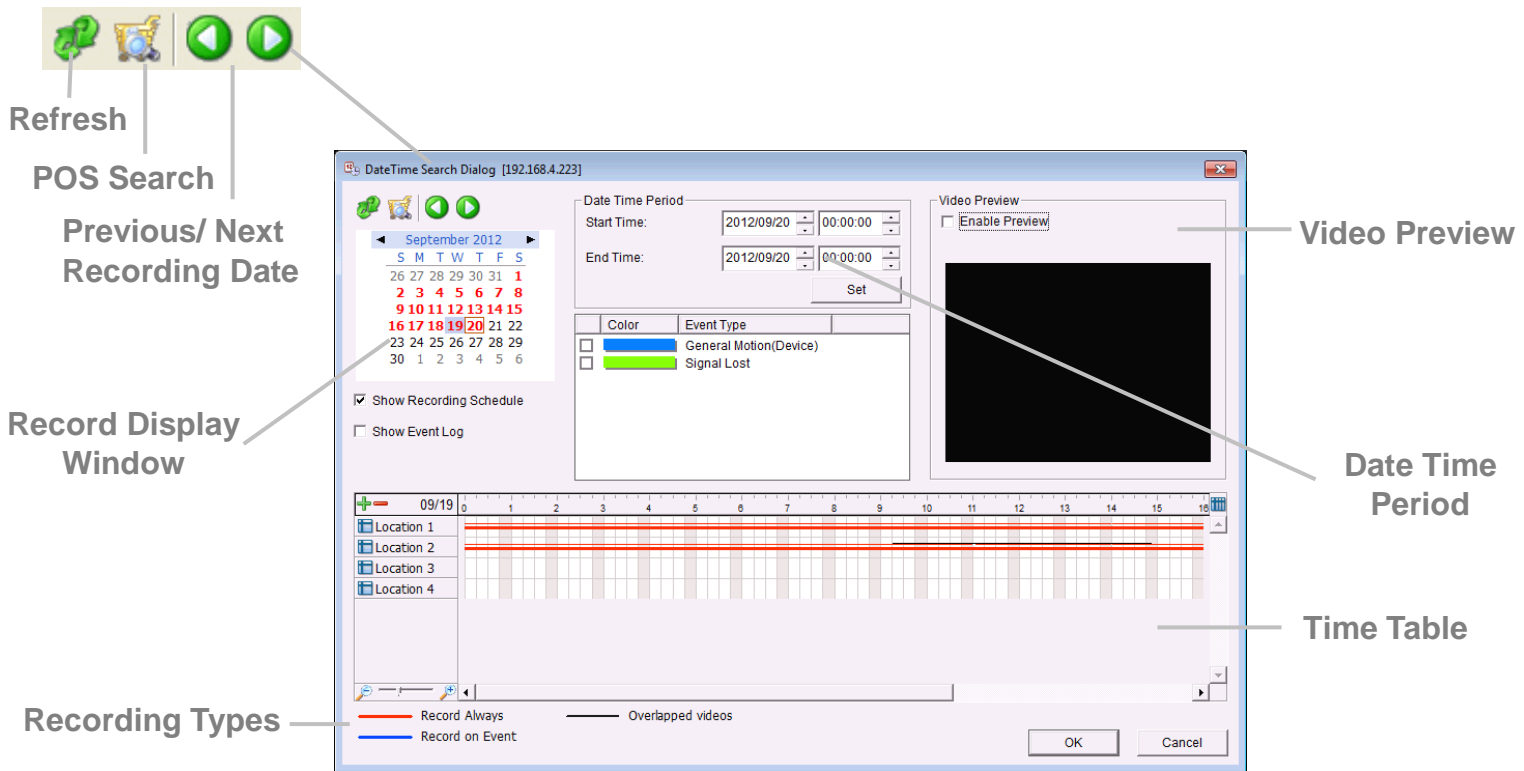 Refresh
POS Search
Previous/ Next
Recording Date
DateTime Search Dialog [192.168.4.223]
September 2012
S M T W T F S
26 27 28 29 30 31 1
2 3 4 5 6 7 8
9 10 11 12 13 14 15
16 17 18 19 20 21 22
23 24 25 26 27 28 29
30 1 2 3 4 5 6
Show Recording Schedule
Show Event Log
Date Time Period
Start Time: 2012/09/20 00:00:00
End Time: 2012/09/20 00:00:00
Set
Color Event Type
General Motion(Device)
Signal Lost
Video Preview
Enable Preview
Video Preview
Record Display
Window
Date Time
Period
09/19 0 1 2 3 4 5 6 7 8 9 10 11 12 13 14 15 16
Location 1
Location 2
Location 3
Location 4
Time Table
Recording Types
Record Always
Overlapped videos
Record on Event
OK
Cancel